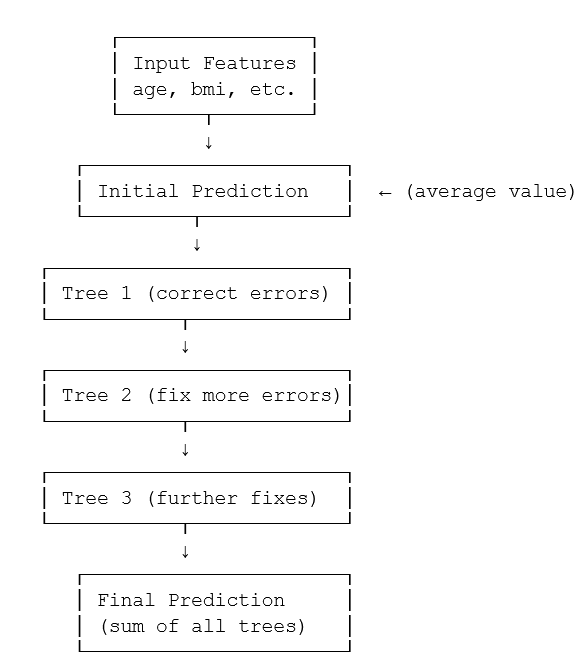 Input Features
age, bmi, etc.
↓
Initial Prediction ← (average value)
↓
Tree 1 (correct errors)
↓
Tree 2 (fix more errors)
↓
Tree 3 (further fixes)
↓
Final Prediction
(sum of all trees)